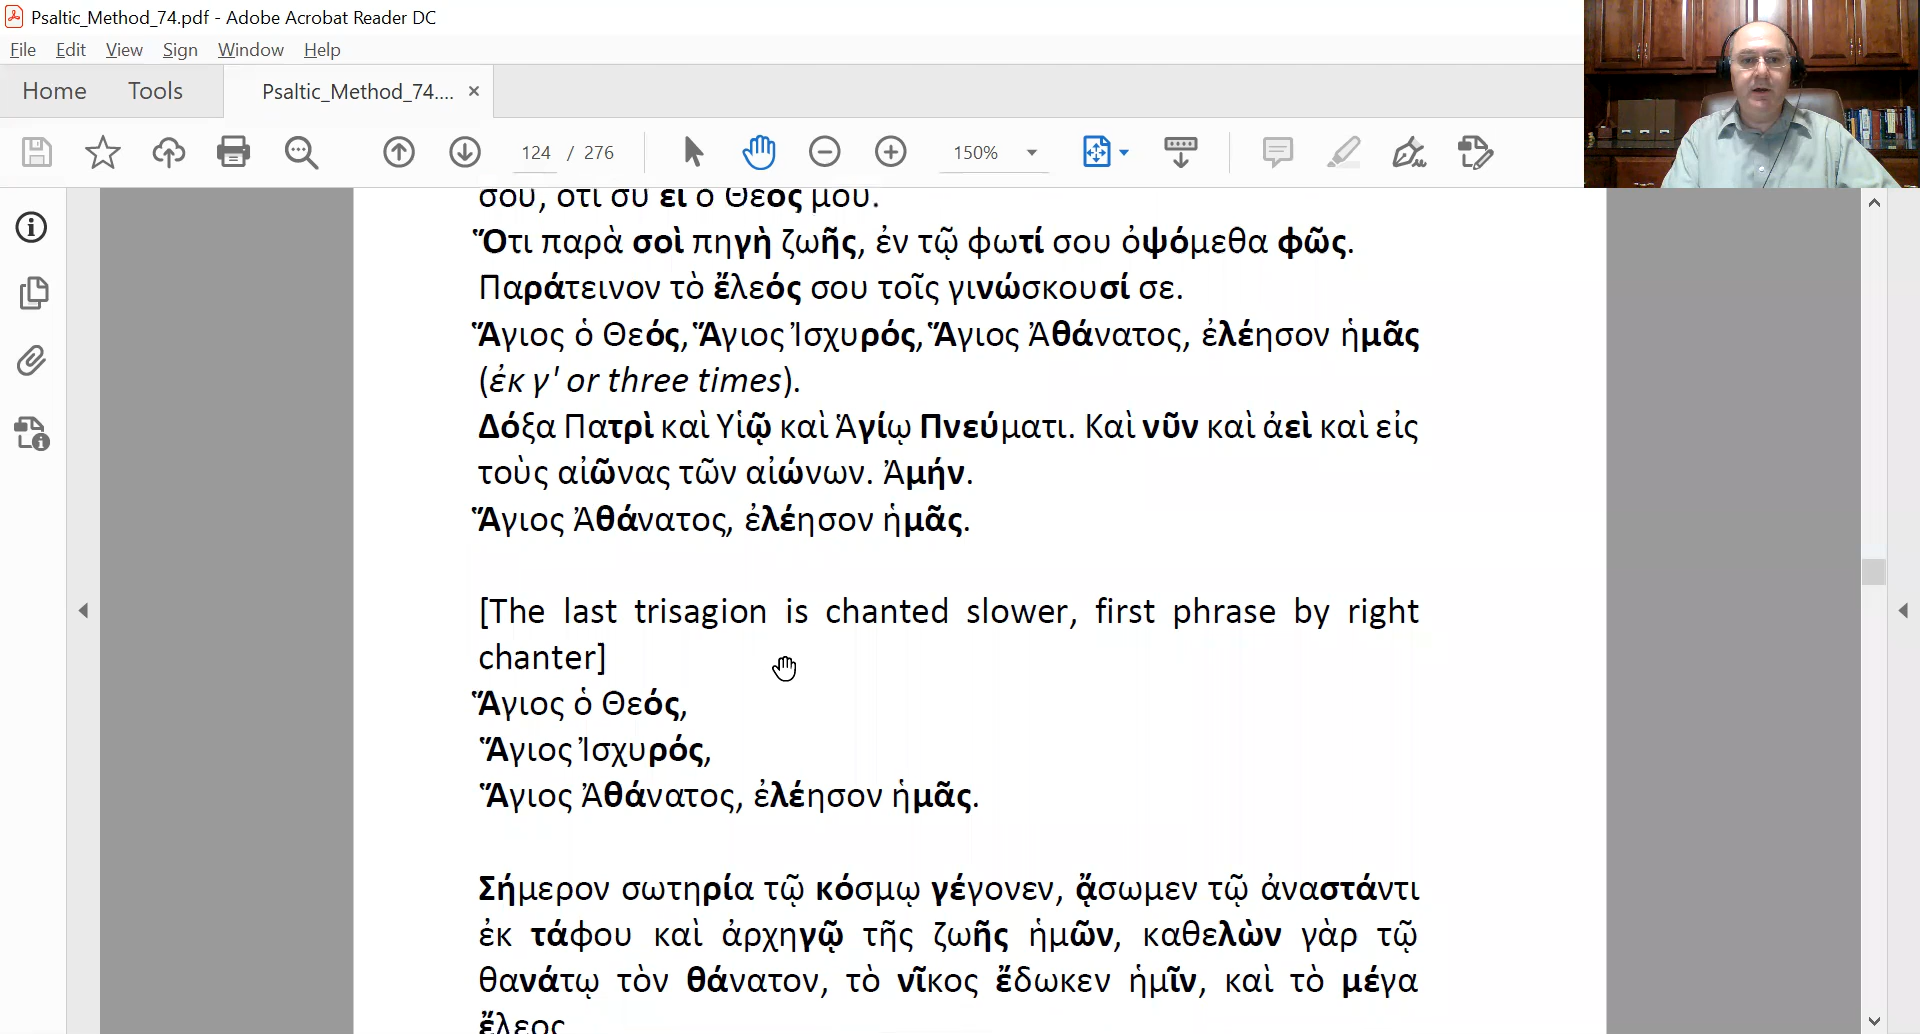 Psaltic_Method_74.pdf - Adobe Acrobat Reader DC
File Edit View Sign Window Help
Home Tools Psaltic_Method_74.... ×
124 / 276 150%
σου, ὅτι σὺ εἶ ὁ Θεός μου.
Ὅτι παρὰ σοὶ πηγὴ ζωῆς, ἐν τῷ φωτί σου ὀψόμεθα φῶς.
Παράτεινον τὸ ἔλεός σου τοῖς γινώσκουσί σε.
Ἅγιος ὁ Θεός, Ἅγιος Ἰσχυρός, Ἅγιος Ἀθάνατος, ἐλέησον ἡμᾶς
(ἐκ γ' or three times).
Δόξα Πατρὶ καὶ Υἱῷ καὶ Ἁγίῳ Πνεύματι. Καὶ νῦν καὶ ἀεὶ καὶ εἰς
τοὺς αἰῶνας τῶν αἰώνων. Ἀμήν.
Ἅγιος Ἀθάνατος, ἐλέησον ἡμᾶς.
[The last trisagion is chanted slower, first phrase by right
chanter]
Ἅγιος ὁ Θεός,
Ἅγιος Ἰσχυρός,
Ἅγιος Ἀθάνατος, ἐλέησον ἡμᾶς.
Σήμερον σωτηρία τῷ κόσμῳ γέγονεν, ᾄσωμεν τῷ ἀναστάντι
ἐκ τάφου καὶ ἀρχηγῷ τῆς ζωῆς ἡμῶν, καθελὼν γὰρ τῷ
θανάτῳ τὸν θάνατον, τὸ νῖκος ἔδωκεν ἡμῖν, καὶ τὸ μέγα
ἔλεος